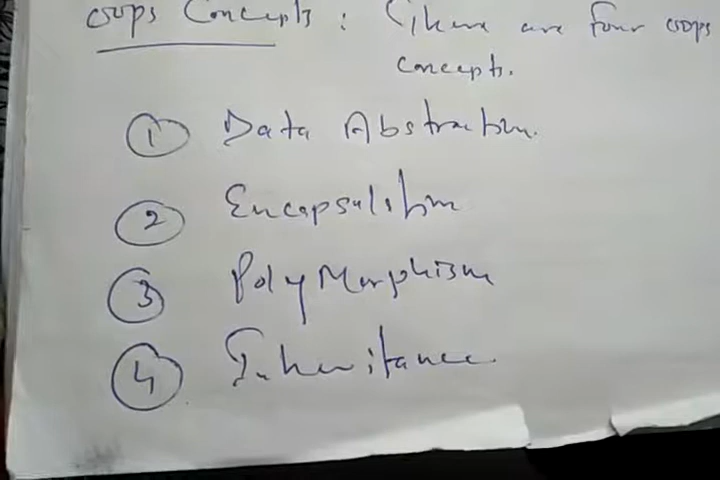 oops Concepts : There are four oops
concepts.
① Data Abstraction.
② Encapsulation
③ PolyMorphism
④ Inheritance.